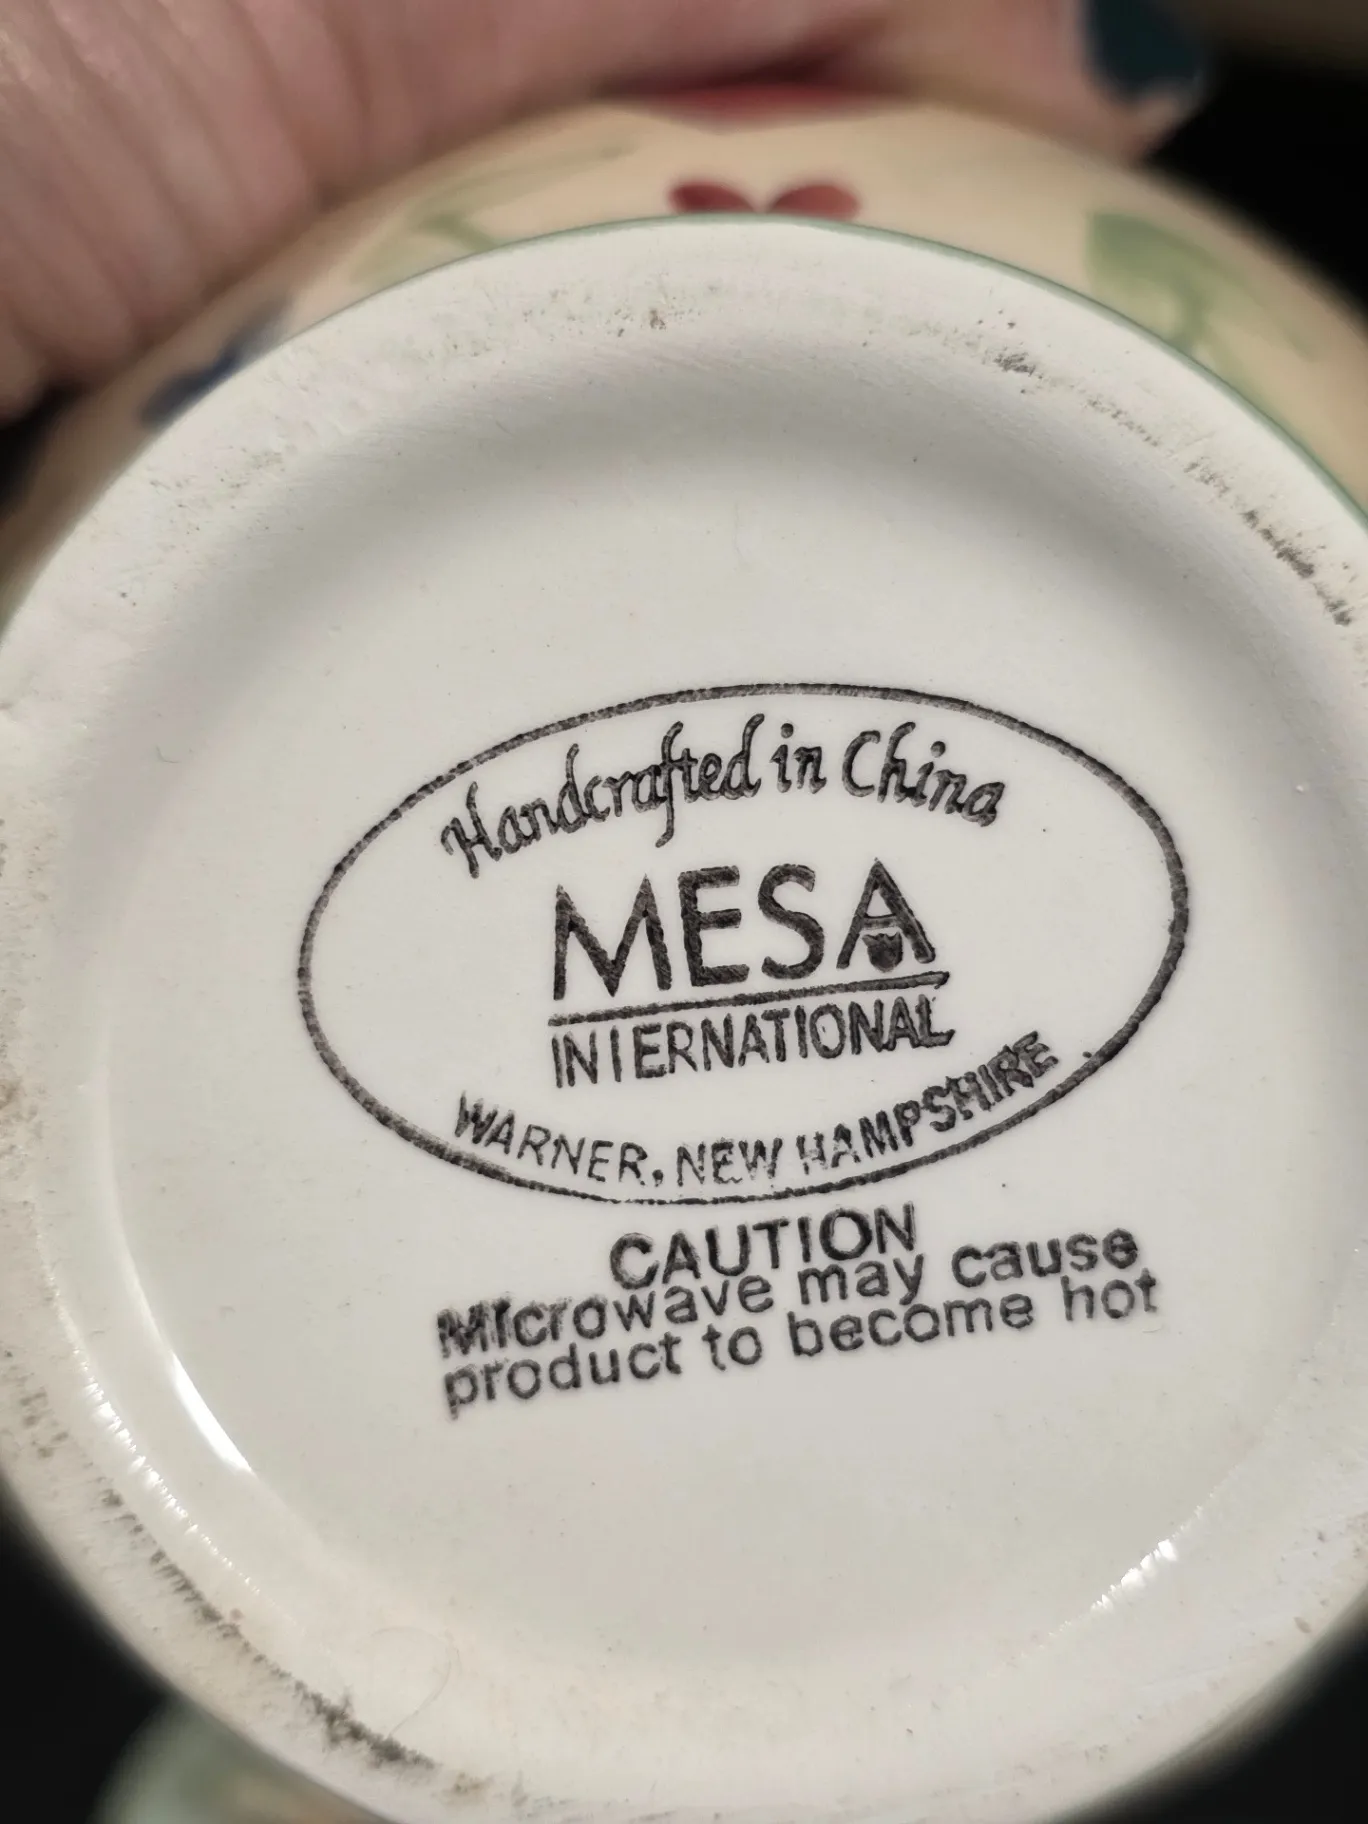 Handcrafted in China
MESA
INTERNATIONAL
WARNER, NEW HAMPSHIRE
CAUTION
Microwave may cause
product to become hot